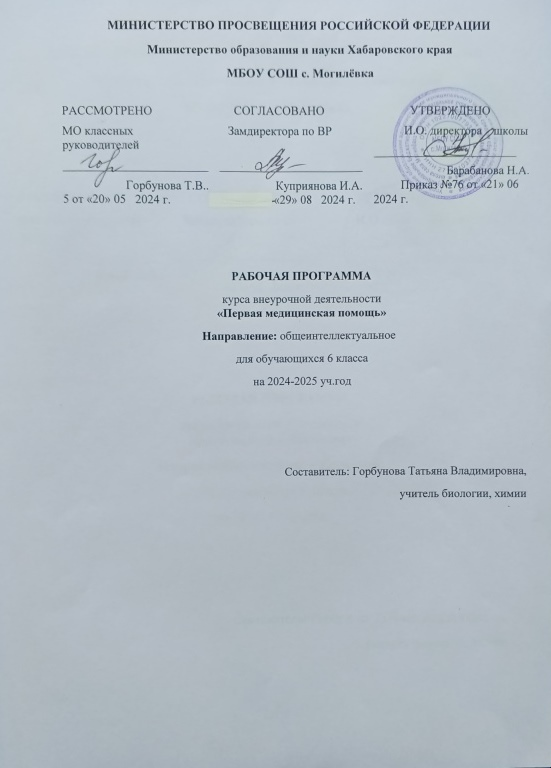 МИНИСТЕРСТВО ПРОСВЕЩЕНИЯ РОССИЙСКОЙ ФЕДЕРАЦИИ
Министерство образования и науки Хабаровского края
МБОУ СОШ с. Могилёвка
РАССМОТРЕНО СОГЛАСОВАНО УТВЕРЖДЕНО
МО классных Замдиректора по ВР И.О. директора школы
руководителей
Горбунова Т.В.. Куприянова И.А. Барабанова Н.А.
5 от «20» 05 2024 г. -«29» 08 2024 г. Приказ №76 от «21» 06
2024 г.
РАБОЧАЯ ПРОГРАММА
курса внеурочной деятельности
«Первая медицинская помощь»
Направление: общеинтеллектуальное
для обучающихся 6 класса
на 2024-2025 уч.год
Составитель: Горбунова Татьяна Владимировна,
учитель биологии, химии